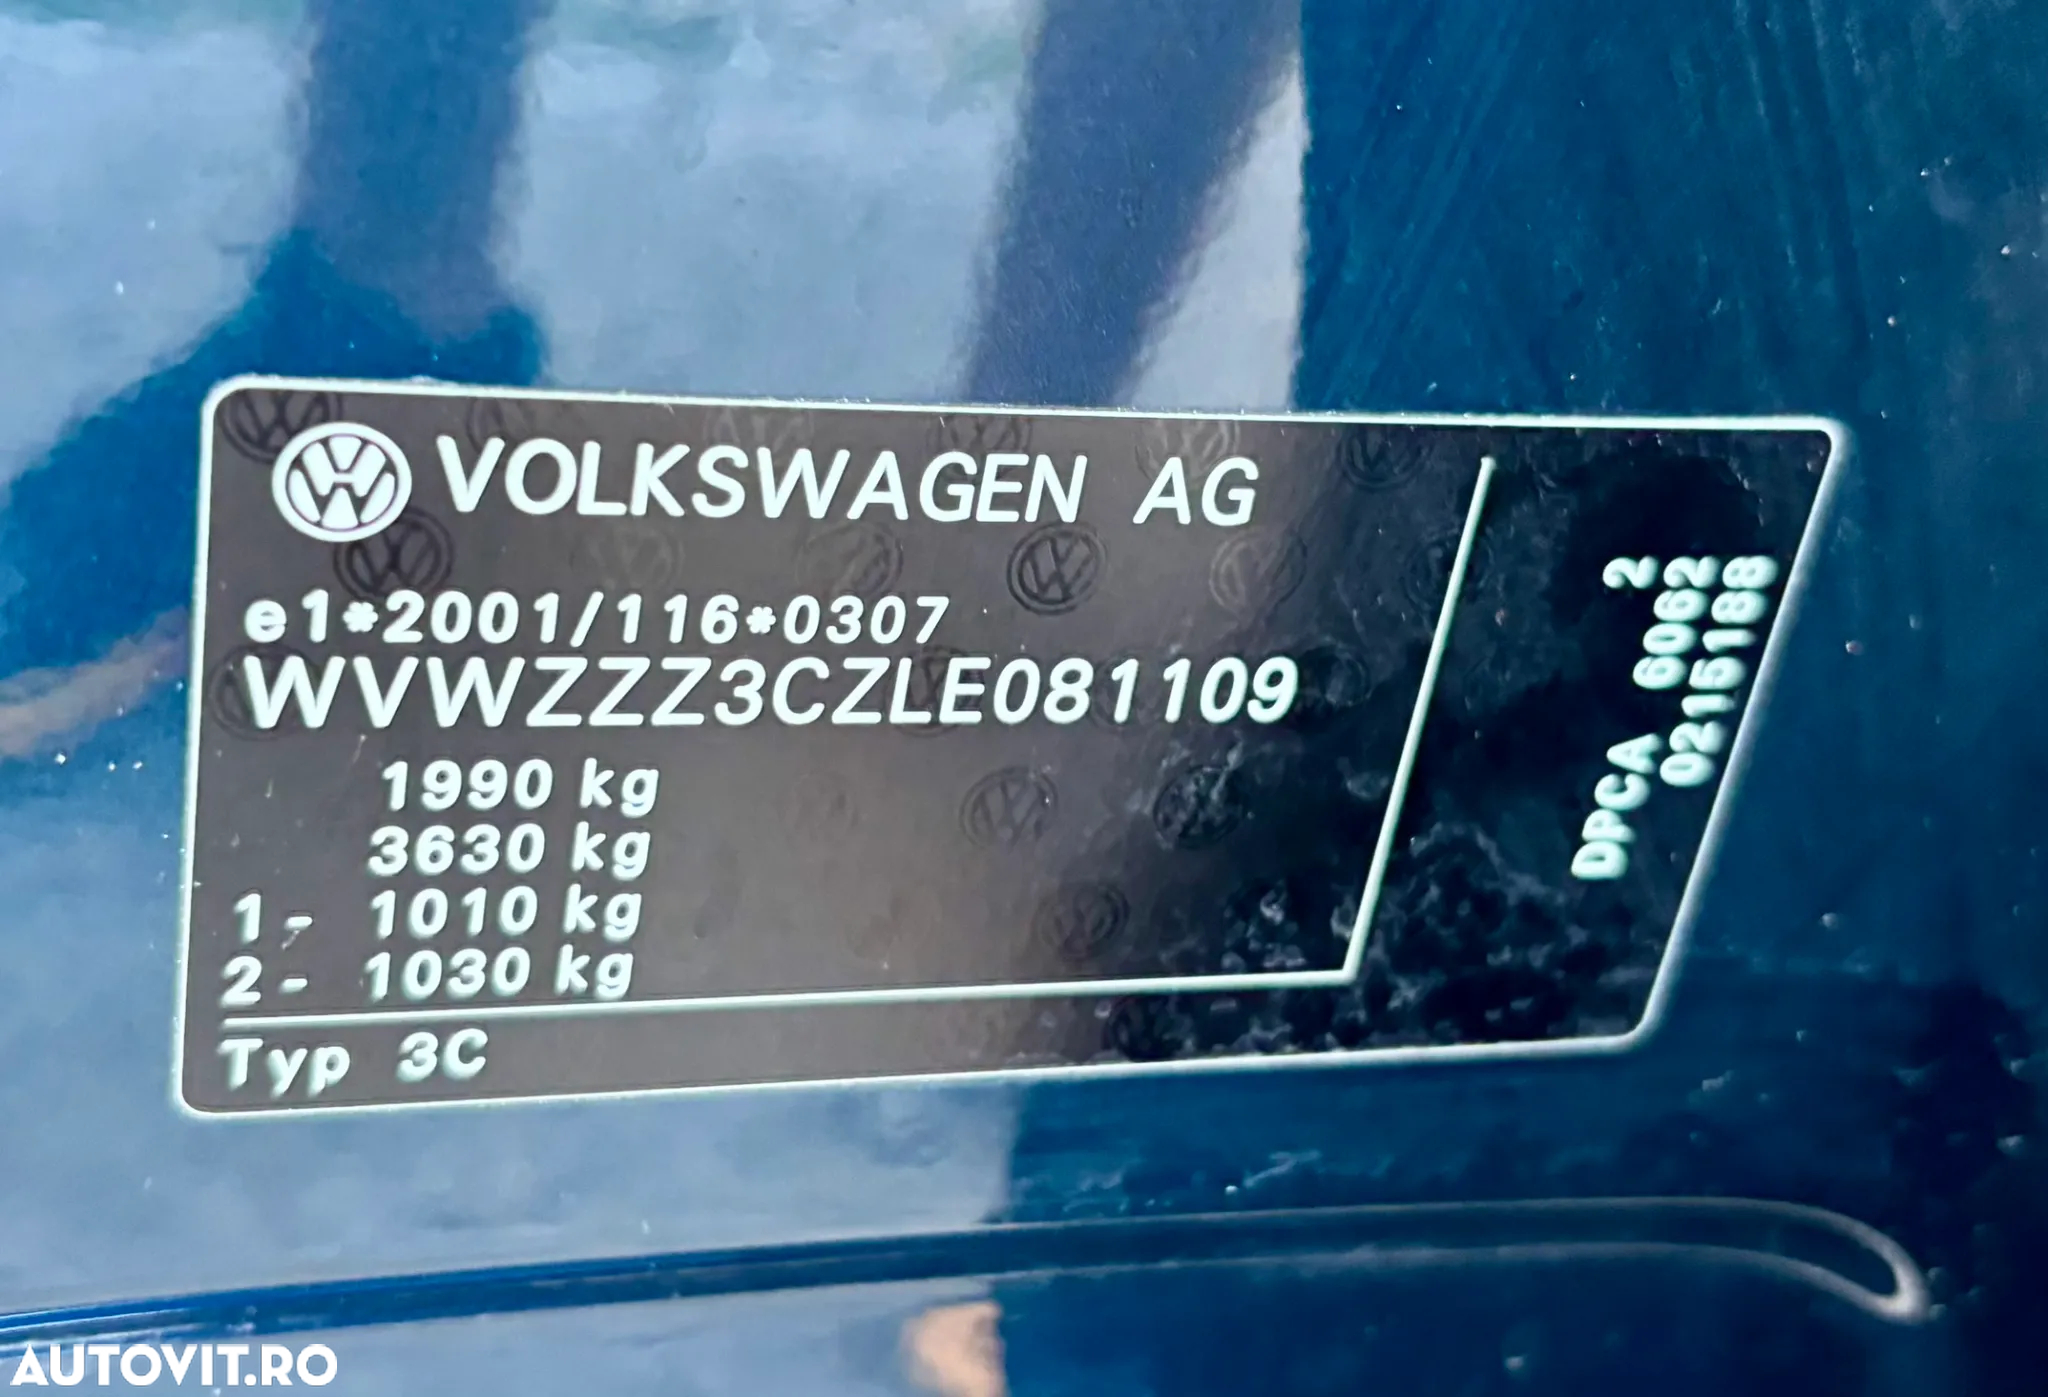 VOLKSWAGEN AG
e1*2001/116*0307
WVWZZZ3CZLE081109
1990 kg
3630 kg
1- 1010 kg
2- 1030 kg
Typ 3C
2
DPCA 6062
0215188
AUTOVIT.RO